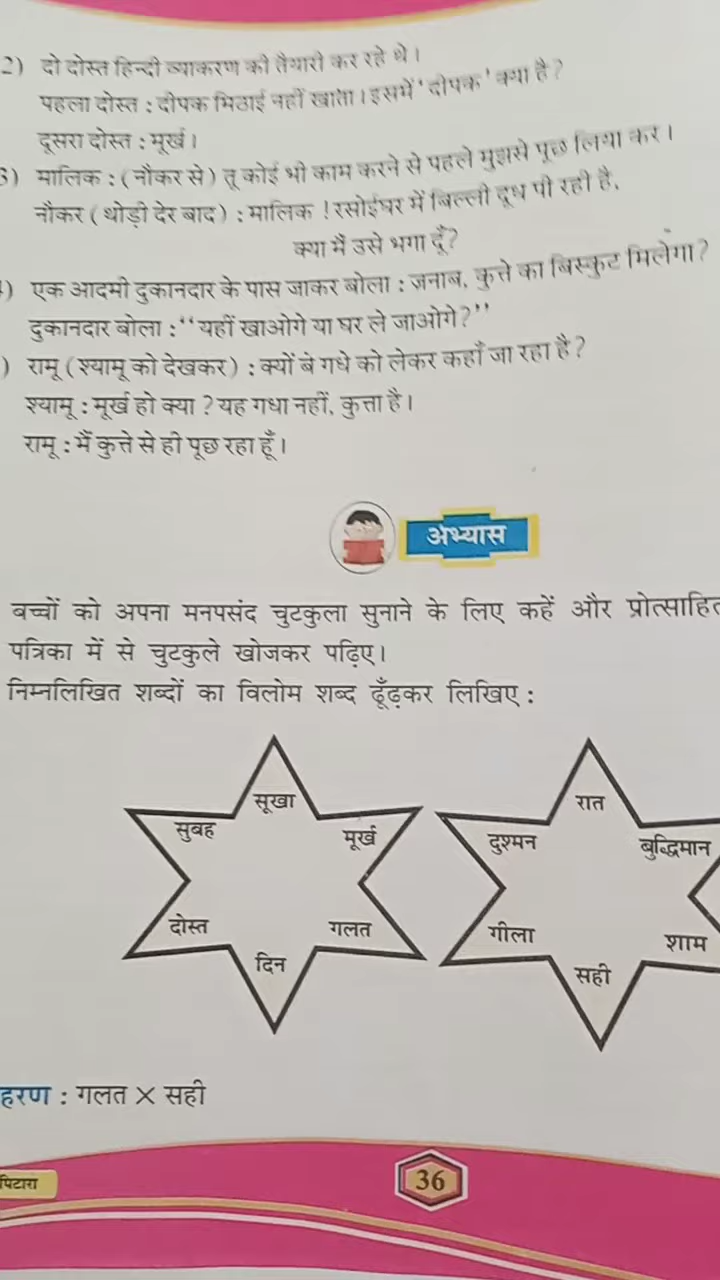 2) दो दोस्त हिन्दी व्याकरण की तैयारी कर रहे थे।
पहला दोस्त : दीपक मिठाई नहीं खाता। इसमें 'दीपक' क्या है?
दूसरा दोस्त : मूर्ख।
3) मालिक : (नौकर से) तू कोई भी काम करने से पहले मुझसे पूछ लिया कर।
नौकर (थोड़ी देर बाद) : मालिक ! रसोईघर में बिल्ली दूध पी रही है,
क्या मैं उसे भगा दूँ?
) एक आदमी दुकानदार के पास जाकर बोला : ज़नाब, कुत्ते का बिस्कुट मिलेगा?
दुकानदार बोला : ‘‘यहीं खाओगे या घर ले जाओगे?’’
) रामू (श्यामू को देखकर) : क्यों बे गधे को लेकर कहाँ जा रहा है?
श्यामू : मूर्ख हो क्या ? यह गधा नहीं, कुत्ता है।
रामू : मैं कुत्ते से ही पूछ रहा हूँ।
अभ्यास
बच्चों को अपना मनपसंद चुटकुला सुनाने के लिए कहें और प्रोत्साहित
पत्रिका में से चुटकुले खोजकर पढ़िए।
निम्नलिखित शब्दों का विलोम शब्द ढूँढ़कर लिखिए :
सूखा
सुबह
मूर्ख
दोस्त
गलत
दिन
रात
दुश्मन
बुद्धिमान
गीला
शाम
सही
हरण : गलत × सही
पिटारा
36